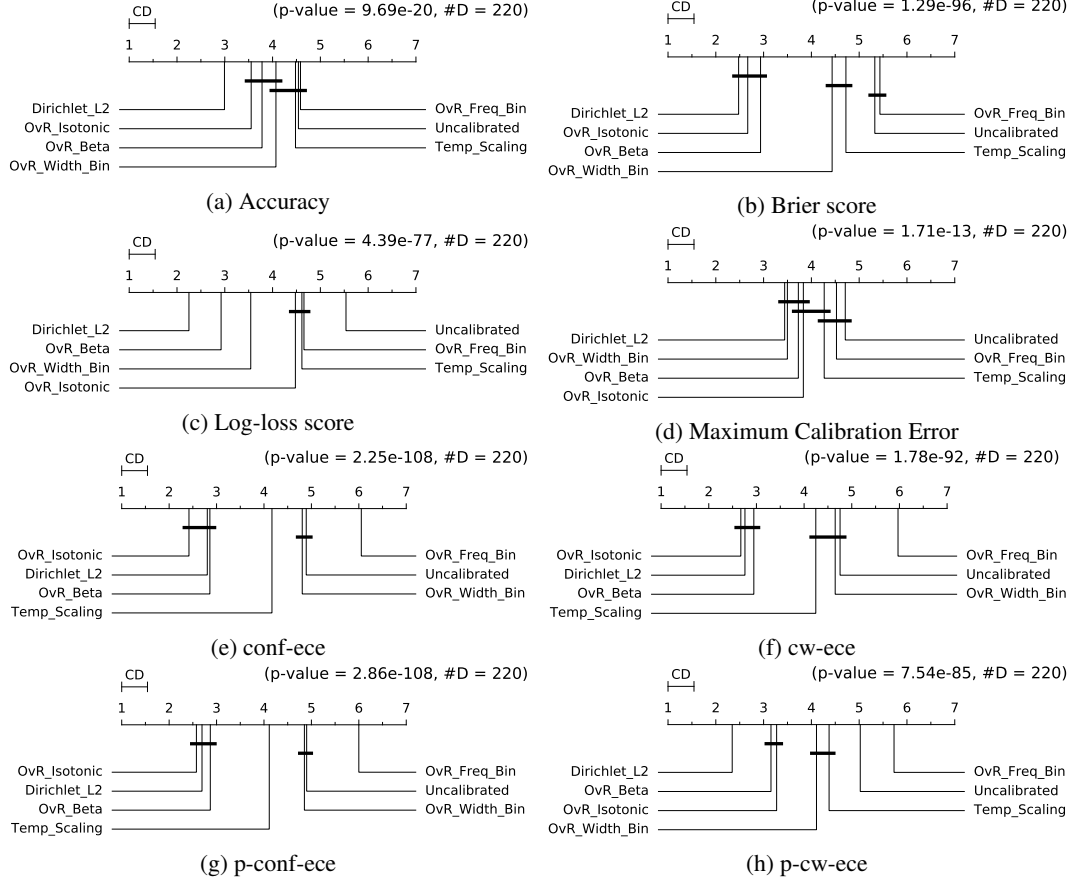 CD
(p-value = 9.69e-20, #D = 220)
1 2 3 4 5 6 7
Dirichlet_L2
OvR_Isotonic
OvR_Beta
OvR_Width_Bin
OvR_Freq_Bin
Uncalibrated
Temp_Scaling
(a) Accuracy
CD
(p-value = 1.29e-96, #D = 220)
1 2 3 4 5 6 7
Dirichlet_L2
OvR_Isotonic
OvR_Beta
OvR_Width_Bin
OvR_Freq_Bin
Uncalibrated
Temp_Scaling
(b) Brier score
CD
(p-value = 4.39e-77, #D = 220)
1 2 3 4 5 6 7
Dirichlet_L2
OvR_Beta
OvR_Width_Bin
OvR_Isotonic
Uncalibrated
OvR_Freq_Bin
Temp_Scaling
(c) Log-loss score
CD
(p-value = 1.71e-13, #D = 220)
1 2 3 4 5 6 7
Dirichlet_L2
OvR_Width_Bin
OvR_Beta
OvR_Isotonic
Uncalibrated
OvR_Freq_Bin
Temp_Scaling
(d) Maximum Calibration Error
CD
(p-value = 2.25e-108, #D = 220)
1 2 3 4 5 6 7
OvR_Isotonic
Dirichlet_L2
OvR_Beta
Temp_Scaling
OvR_Freq_Bin
Uncalibrated
OvR_Width_Bin
(e) conf-ece
CD
(p-value = 1.78e-92, #D = 220)
1 2 3 4 5 6 7
OvR_Isotonic
Dirichlet_L2
OvR_Beta
Temp_Scaling
OvR_Freq_Bin
Uncalibrated
OvR_Width_Bin
(f) cw-ece
CD
(p-value = 2.86e-108, #D = 220)
1 2 3 4 5 6 7
OvR_Isotonic
Dirichlet_L2
OvR_Beta
Temp_Scaling
OvR_Freq_Bin
Uncalibrated
OvR_Width_Bin
(g) p-conf-ece
CD
(p-value = 7.54e-85, #D = 220)
1 2 3 4 5 6 7
Dirichlet_L2
OvR_Beta
OvR_Isotonic
OvR_Width_Bin
OvR_Freq_Bin
Uncalibrated
Temp_Scaling
(h) p-cw-ece